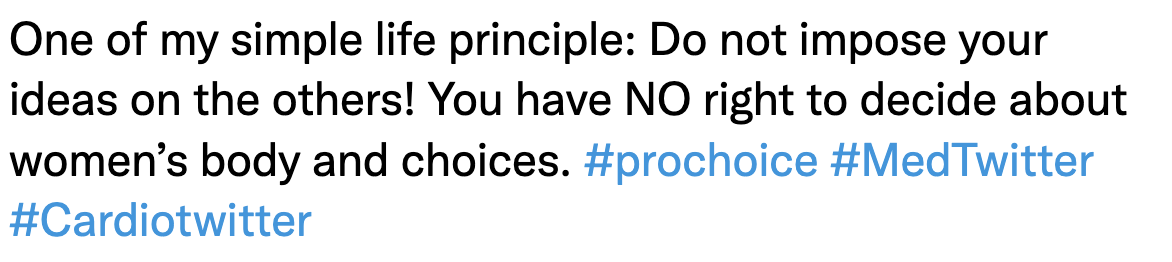 One of my simple life principle: Do not impose your
ideas on the others! You have NO right to decide about
women’s body and choices. #prochoice #MedTwitter
#Cardiotwitter